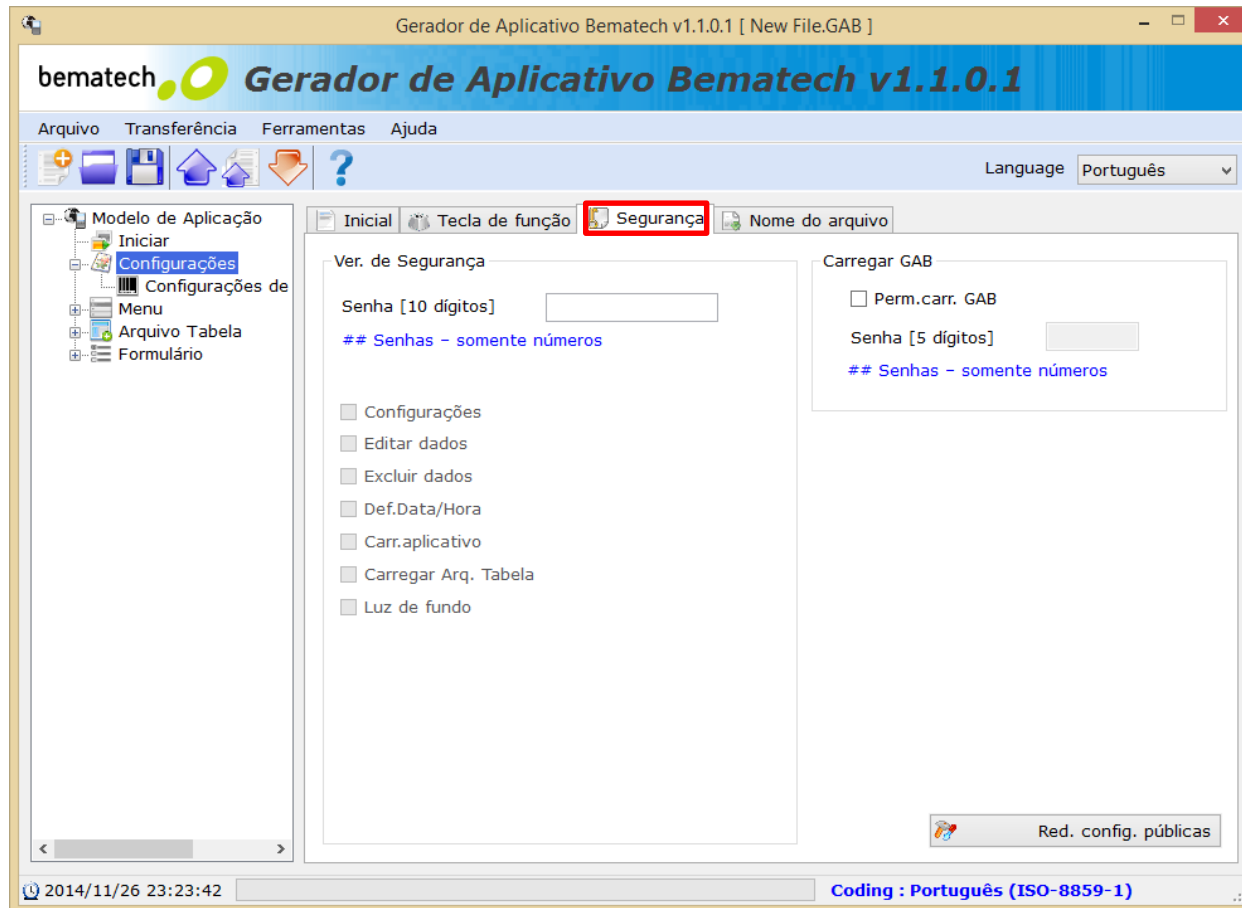 Gerador de Aplicativo Bematech v1.1.0.1 [ New File.GAB ]
bematech Gerador de Aplicativo Bematech v1.1.0.1
Arquivo Transferência Ferramentas Ajuda
Language Português
Modelo de Aplicação
Iniciar
Configurações
Configurações de
Menu
Arquivo Tabela
Formulário
Inicial Tecla de função Segurança Nome do arquivo
Ver. de Segurança
Senha [10 dígitos]
## Senhas – somente números
Configurações
Editar dados
Excluir dados
Def.Data/Hora
Carr.aplicativo
Carregar Arq. Tabela
Luz de fundo
Carregar GAB
Perm.carr. GAB
Senha [5 dígitos]
## Senhas – somente números
Red. config. públicas
2014/11/26 23:23:42
Coding : Português (ISO-8859-1)